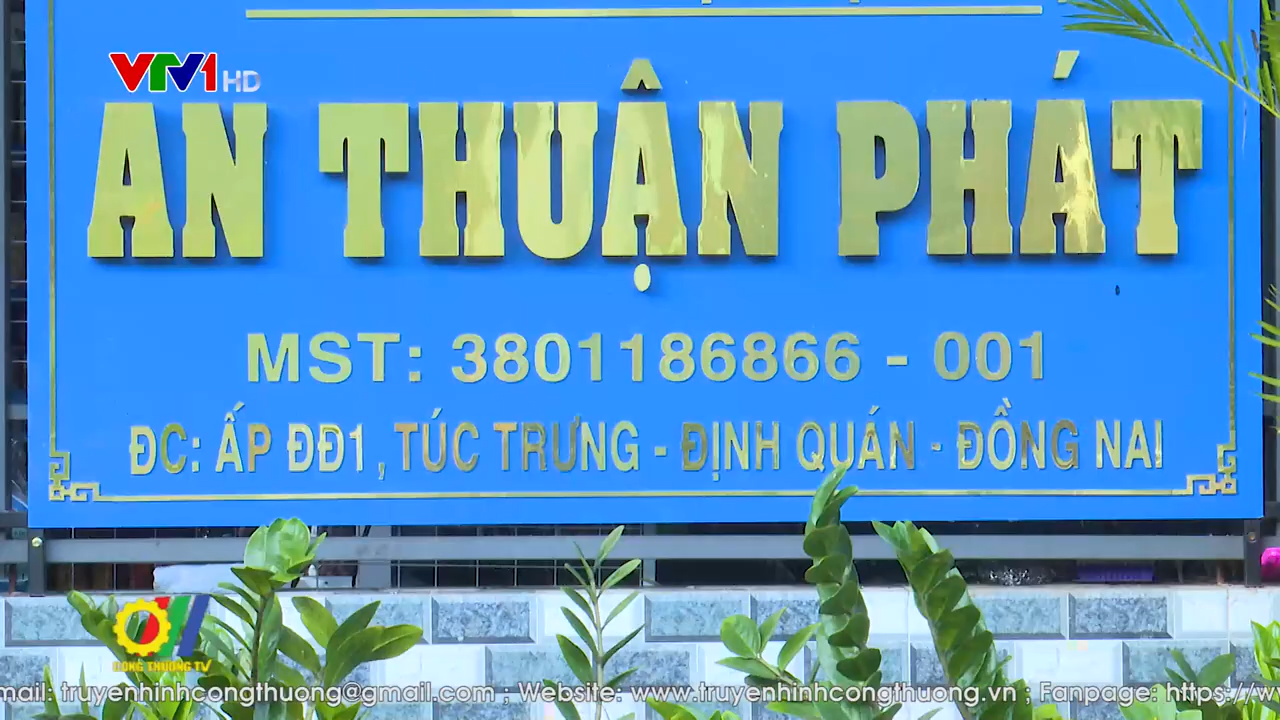 VTV1 HD
AN THUẬN PHÁT
MST: 3801186866 - 001
ĐC: ẤP ĐĐ1, TÚC TRƯNG - ĐỊNH QUÁN - ĐỒNG NAI
CÔNG THƯƠNG TV
mail: truyenhinhcongthuong@gmail.com ; Website: www.truyenhinhcongthuong.vn ; Fanpage: https://w